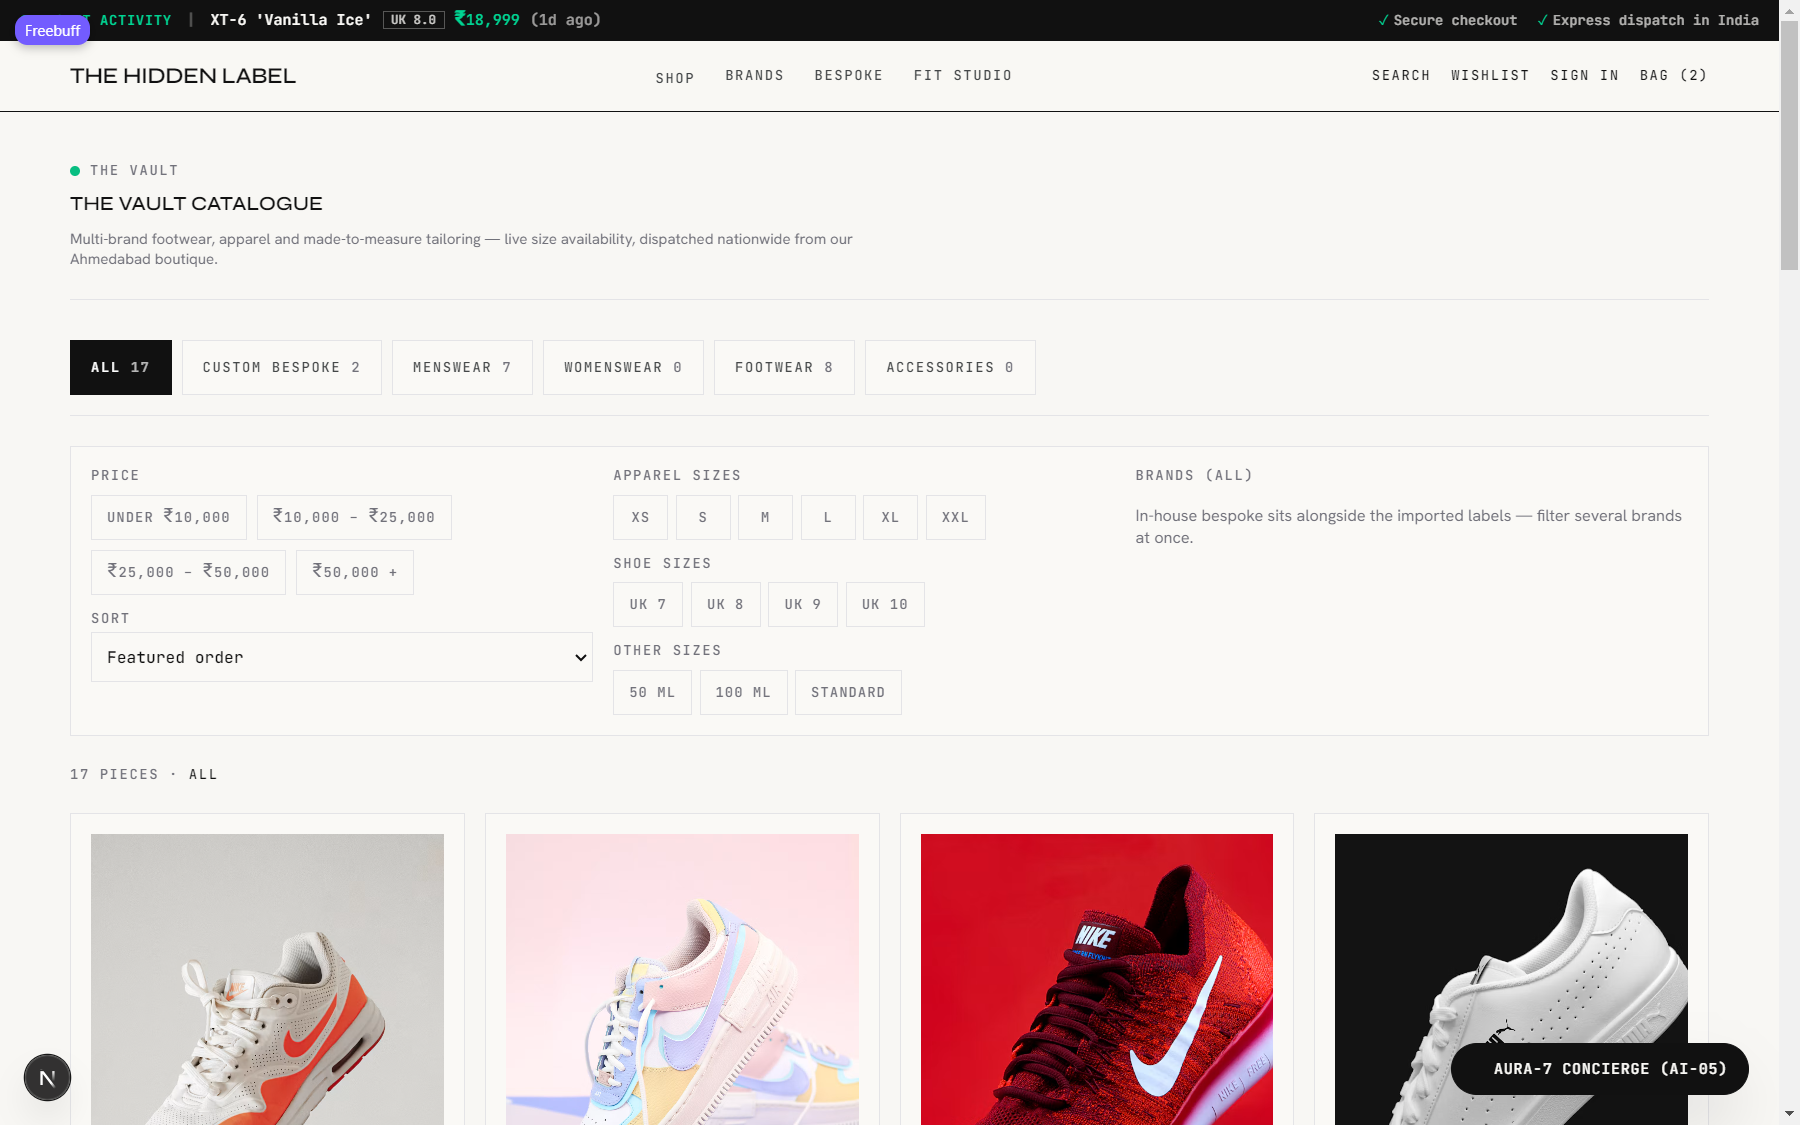 Freebuff
ACTIVITY | XT-6 'Vanilla Ice' UK 8.0 ₹18,999 (1d ago)
✓ Secure checkout ✓ Express dispatch in India
THE HIDDEN LABEL
SHOP BRANDS BESPOKE FIT STUDIO
SEARCH WISHLIST SIGN IN BAG (2)
THE VAULT
THE VAULT CATALOGUE
Multi-brand footwear, apparel and made-to-measure tailoring — live size availability, dispatched nationwide from our
Ahmedabad boutique.
ALL 17 CUSTOM BESPOKE 2 MENSWEAR 7 WOMENSWEAR 0 FOOTWEAR 8 ACCESSORIES 0
PRICE
UNDER ₹10,000 ₹10,000 – ₹25,000
₹25,000 – ₹50,000 ₹50,000 +
SORT
Featured order
APPAREL SIZES
XS S M L XL XXL
SHOE SIZES
UK 7 UK 8 UK 9 UK 10
OTHER SIZES
50 ML 100 ML STANDARD
BRANDS (ALL)
In-house bespoke sits alongside the imported labels — filter several brands
at once.
17 PIECES · ALL
NIKE
N
AURA-7 CONCIERGE (AI-05)